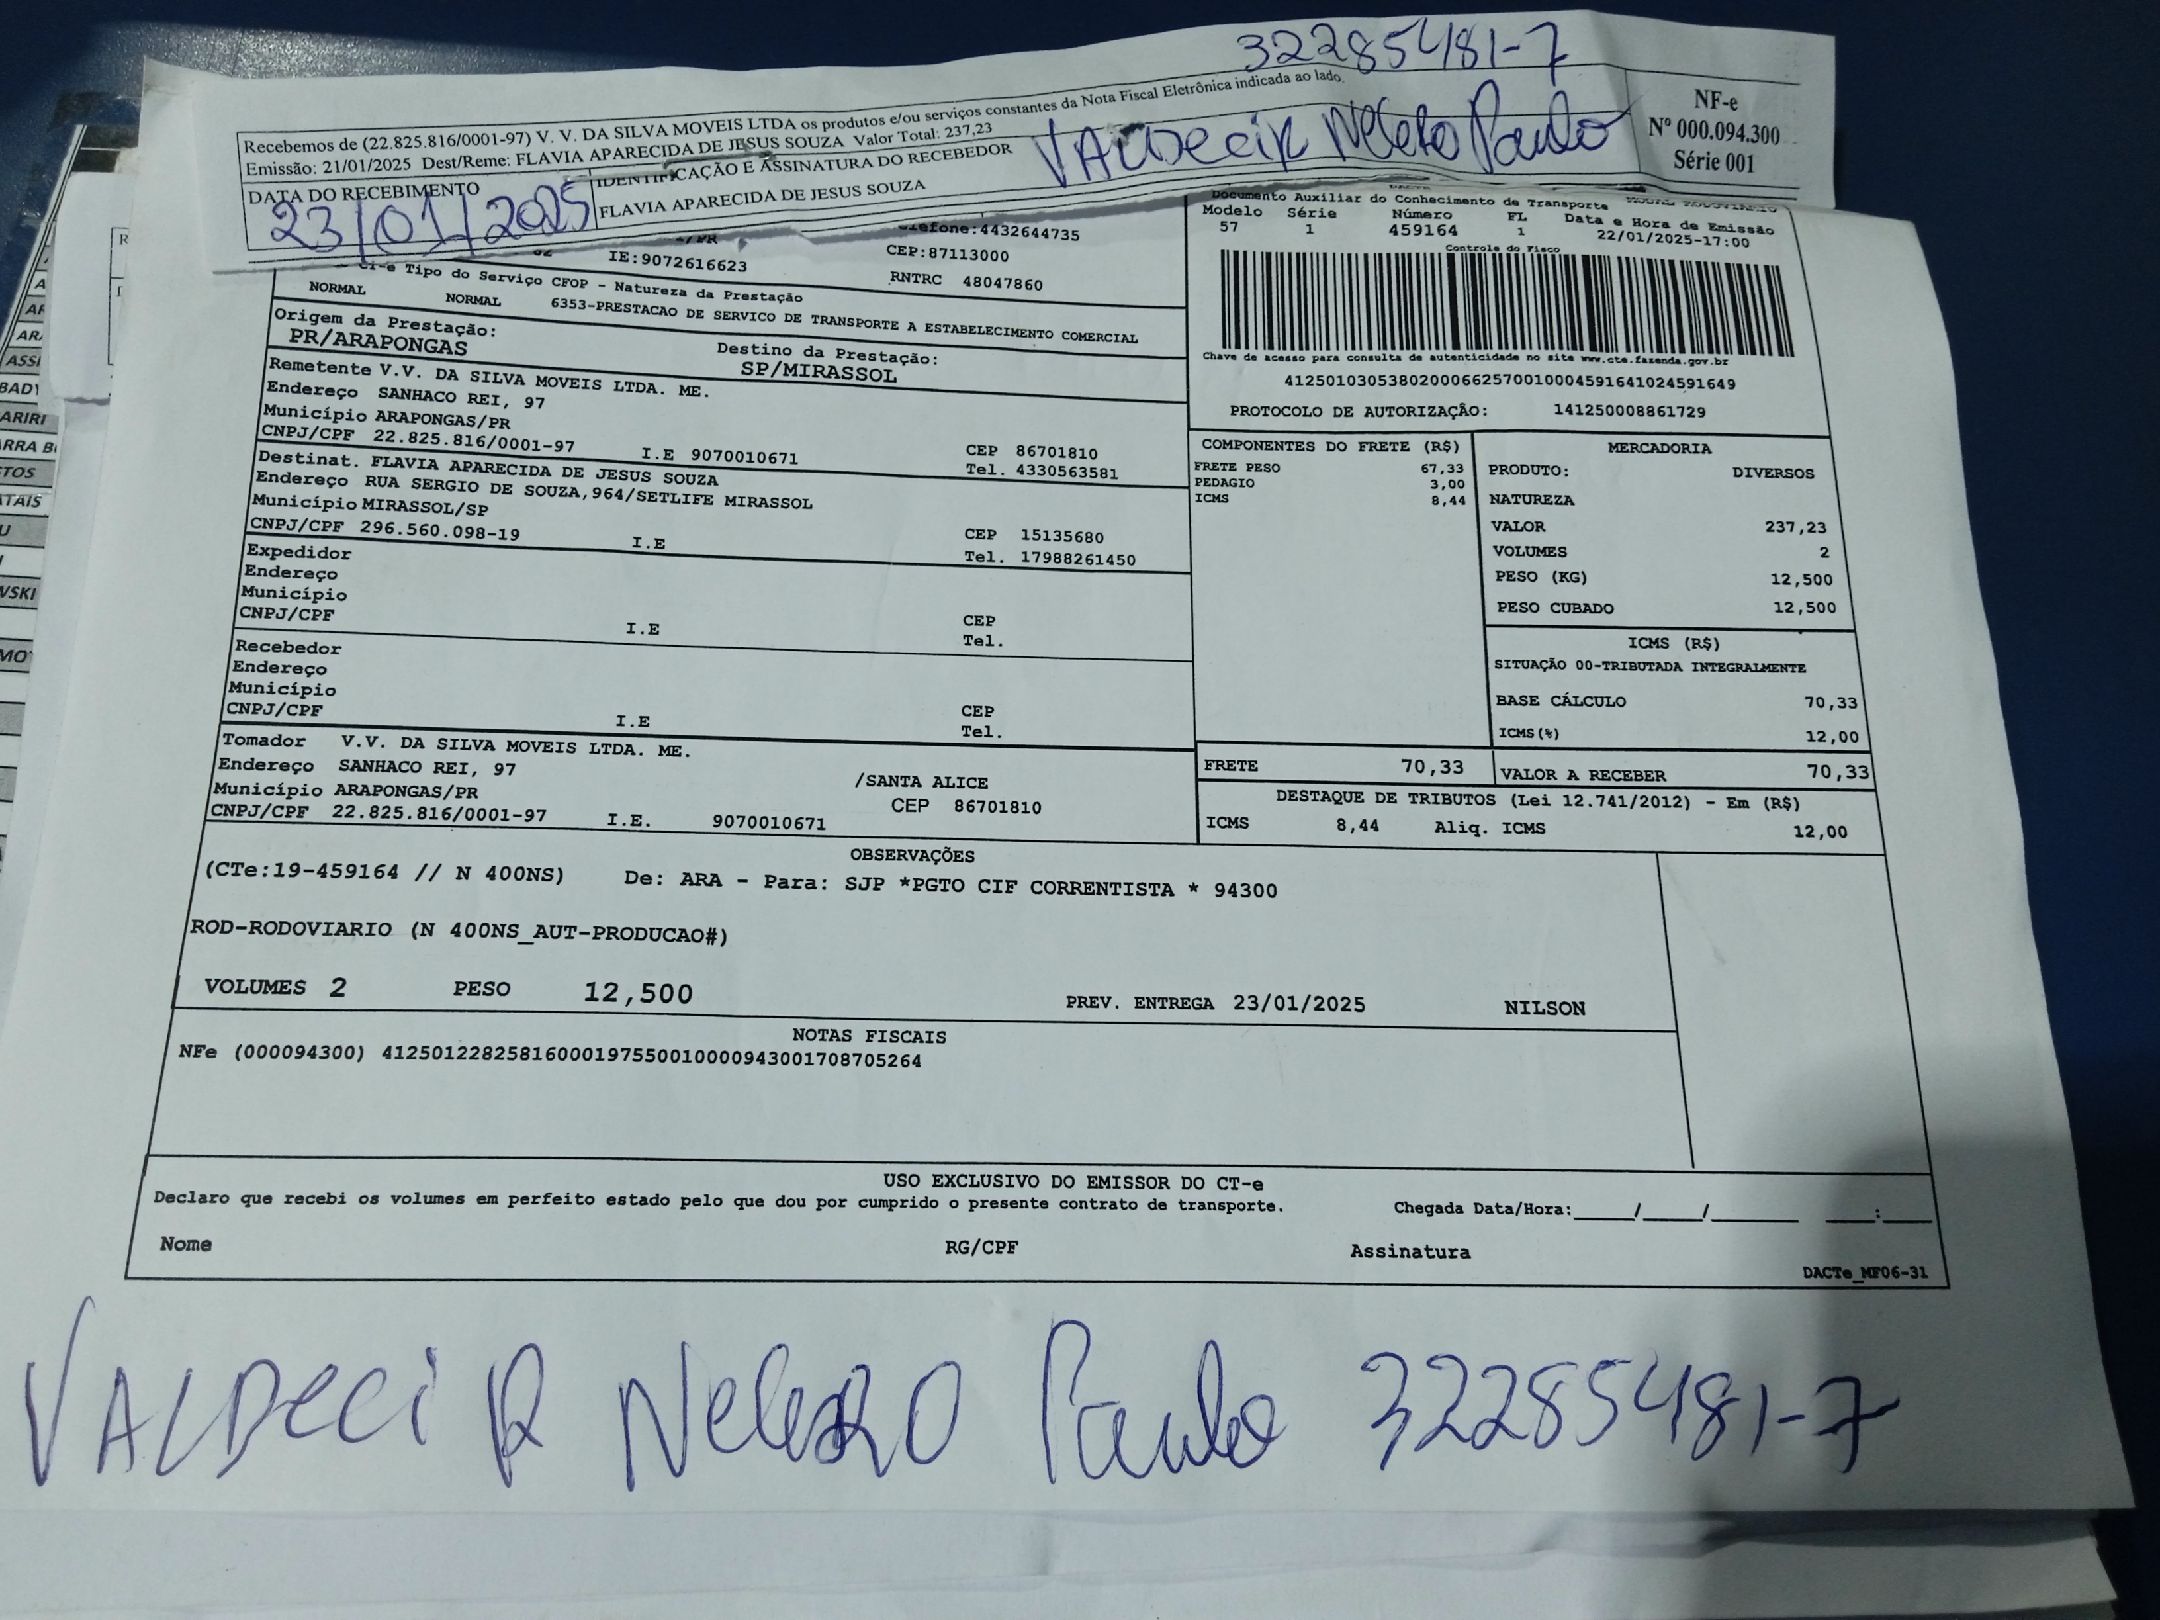 32285481-7
Recebemos de (22.825.816/0001-97) V. V. DA SILVA MOVEIS LTDA os produtos e/ou serviços constantes da Nota Fiscal Eletrônica indicada ao lado.
Emissão: 21/01/2025 Dest/Reme: FLAVIA APARECIDA DE JESUS SOUZA Valor Total: 237,23
DATA DO RECEBIMENTO
23/01/2025
IDENTIFICAÇÃO E ASSINATURA DO RECEBEDOR
FLAVIA APARECIDA DE JESUS SOUZA
VALDECIR Paulo
NF-e
Nº 000.094.300
Série 001
IE:9072616623
Telefone:4432644735
CEP:87113000
RNTRC 48047860
Documento Auxiliar do Conhecimento de Transporte
Modelo Série Número FL Data e Hora de Emissão
57 1 459164 1 22/01/2025-17:00
Controle do Fisco
Chave de acesso para consulta de autenticidade no site www.cte.fazenda.gov.br
41250103053802000662570010004591641024591649
PROTOCOLO DE AUTORIZAÇÃO: 141250008861729
CT-e Tipo do Serviço CFOP - Natureza da Prestação
NORMAL NORMAL 6353-PRESTACAO DE SERVICO DE TRANSPORTE A ESTABELECIMENTO COMERCIAL
Origem da Prestação: Destino da Prestação:
PR/ARAPONGAS SP/MIRASSOL
Remetente V.V. DA SILVA MOVEIS LTDA. ME.
Endereço SANHACO REI, 97
Município ARAPONGAS/PR CEP 86701810
CNPJ/CPF 22.825.816/0001-97 I.E 9070010671 Tel. 4330563581
Destinat. FLAVIA APARECIDA DE JESUS SOUZA
Endereço RUA SERGIO DE SOUZA,964/SETLIFE MIRASSOL
Município MIRASSOL/SP CEP 15135680
CNPJ/CPF 296.560.098-19 I.E Tel. 17988261450
Expedidor
Endereço
Município CEP
CNPJ/CPF I.E Tel.
Recebedor
Endereço
Município CEP
CNPJ/CPF I.E Tel.
Tomador V.V. DA SILVA MOVEIS LTDA. ME.
Endereço SANHACO REI, 97 /SANTA ALICE
Município ARAPONGAS/PR CEP 86701810
CNPJ/CPF 22.825.816/0001-97 I.E. 9070010671
COMPONENTES DO FRETE (R$)
FRETE PESO 67,33
PEDAGIO 3,00
ICMS 8,44
MERCADORIA
PRODUTO: DIVERSOS
NATUREZA
VALOR 237,23
VOLUMES 2
PESO (KG) 12,500
PESO CUBADO 12,500
ICMS (R$)
SITUAÇÃO 00-TRIBUTADA INTEGRALMENTE
BASE CÁLCULO 70,33
ICMS(%) 12,00
FRETE 70,33 VALOR A RECEBER 70,33
DESTAQUE DE TRIBUTOS (Lei 12.741/2012) - Em (R$)
ICMS 8,44 Aliq. ICMS 12,00
OBSERVAÇÕES
(CTe:19-459164 // N 400NS) De: ARA - Para: SJP *PGTO CIF CORRENTISTA * 94300
ROD-RODOVIARIO (N 400NS_AUT-PRODUCAO#)
VOLUMES 2 PESO 12,500 PREV. ENTREGA 23/01/2025 NILSON
NOTAS FISCAIS
NFe (000094300) 41250122825816000197550010000943001708705264
USO EXCLUSIVO DO EMISSOR DO CT-e
Declaro que recebi os volumes em perfeito estado pelo que dou por cumprido o presente contrato de transporte. Chegada Data/Hora:____/____/______ ___:___
Nome RG/CPF Assinatura
DACTe_MF06-31
VALDECIR Paulo 32285481-7